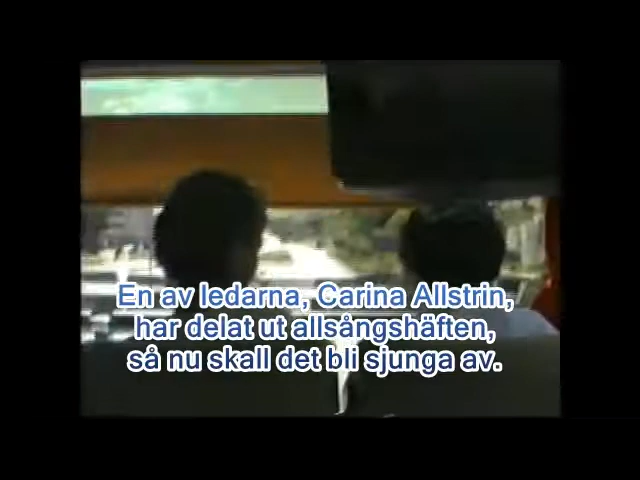 En av ledarna, Carina Allstrin,
har delat ut allsångshäften,
så nu skall det bli sjunga av.